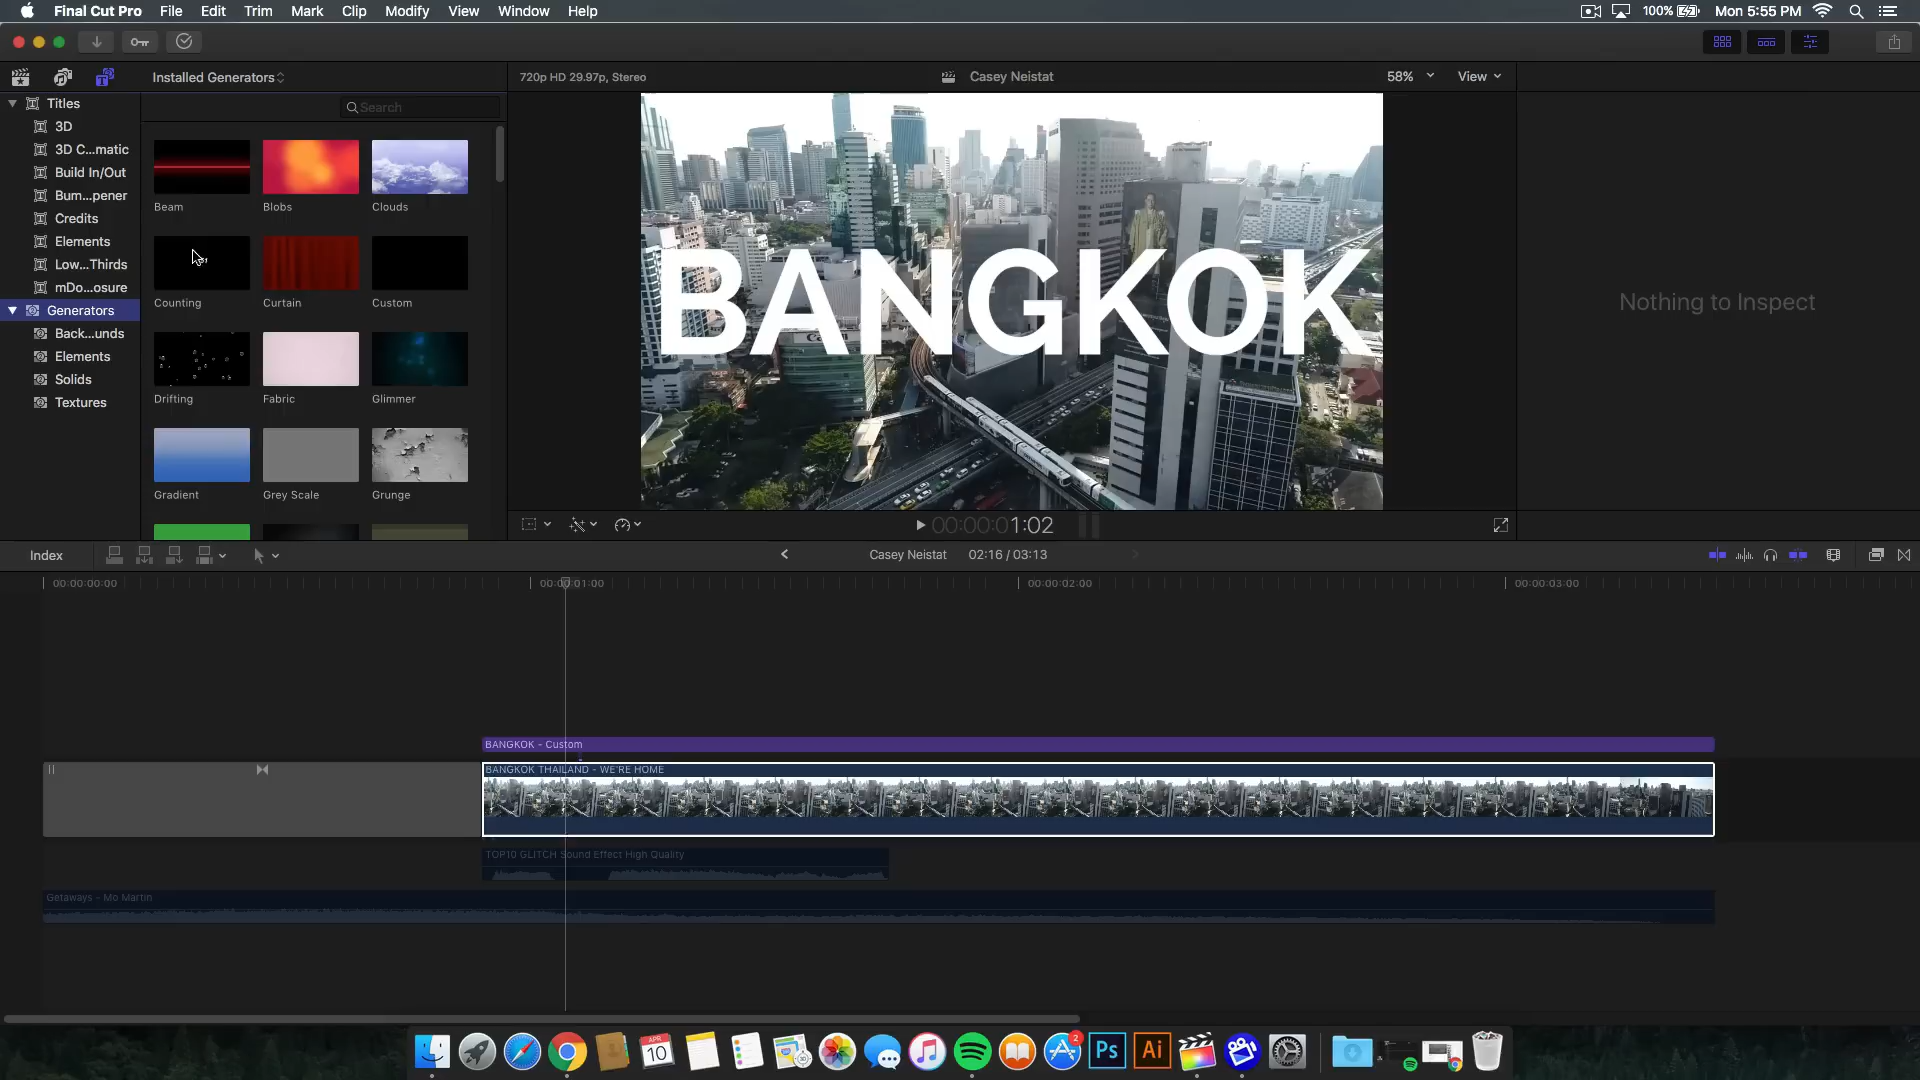 Final Cut Pro File Edit Trim Mark Clip Modify View Window Help
100% Mon 5:55 PM
Installed Generators
720p HD 29.97p, Stereo
Casey Neistat
58% View
Titles
3D
3D C...matic
Build In/Out
Bum...pener
Credits
Elements
Low...Thirds
mDo...osure
Generators
Back...unds
Elements
Solids
Textures
Search
Beam Blobs Clouds
Counting Curtain Custom
Drifting Fabric Glimmer
Gradient Grey Scale Grunge
BANGKOK
Nothing to Inspect
00:00:00:01:02
Index
Casey Neistat 02:16 / 03:13
00:00:00:00 00:00:01:00 00:00:02:00 00:00:03:00
BANGKOK - Custom
BANGKOK THAILAND - WE'RE HOME
TOP10 GLITCH Sound Effect High Quality
Getaways - Mo Martin
APR
10
2
Ps
Ai